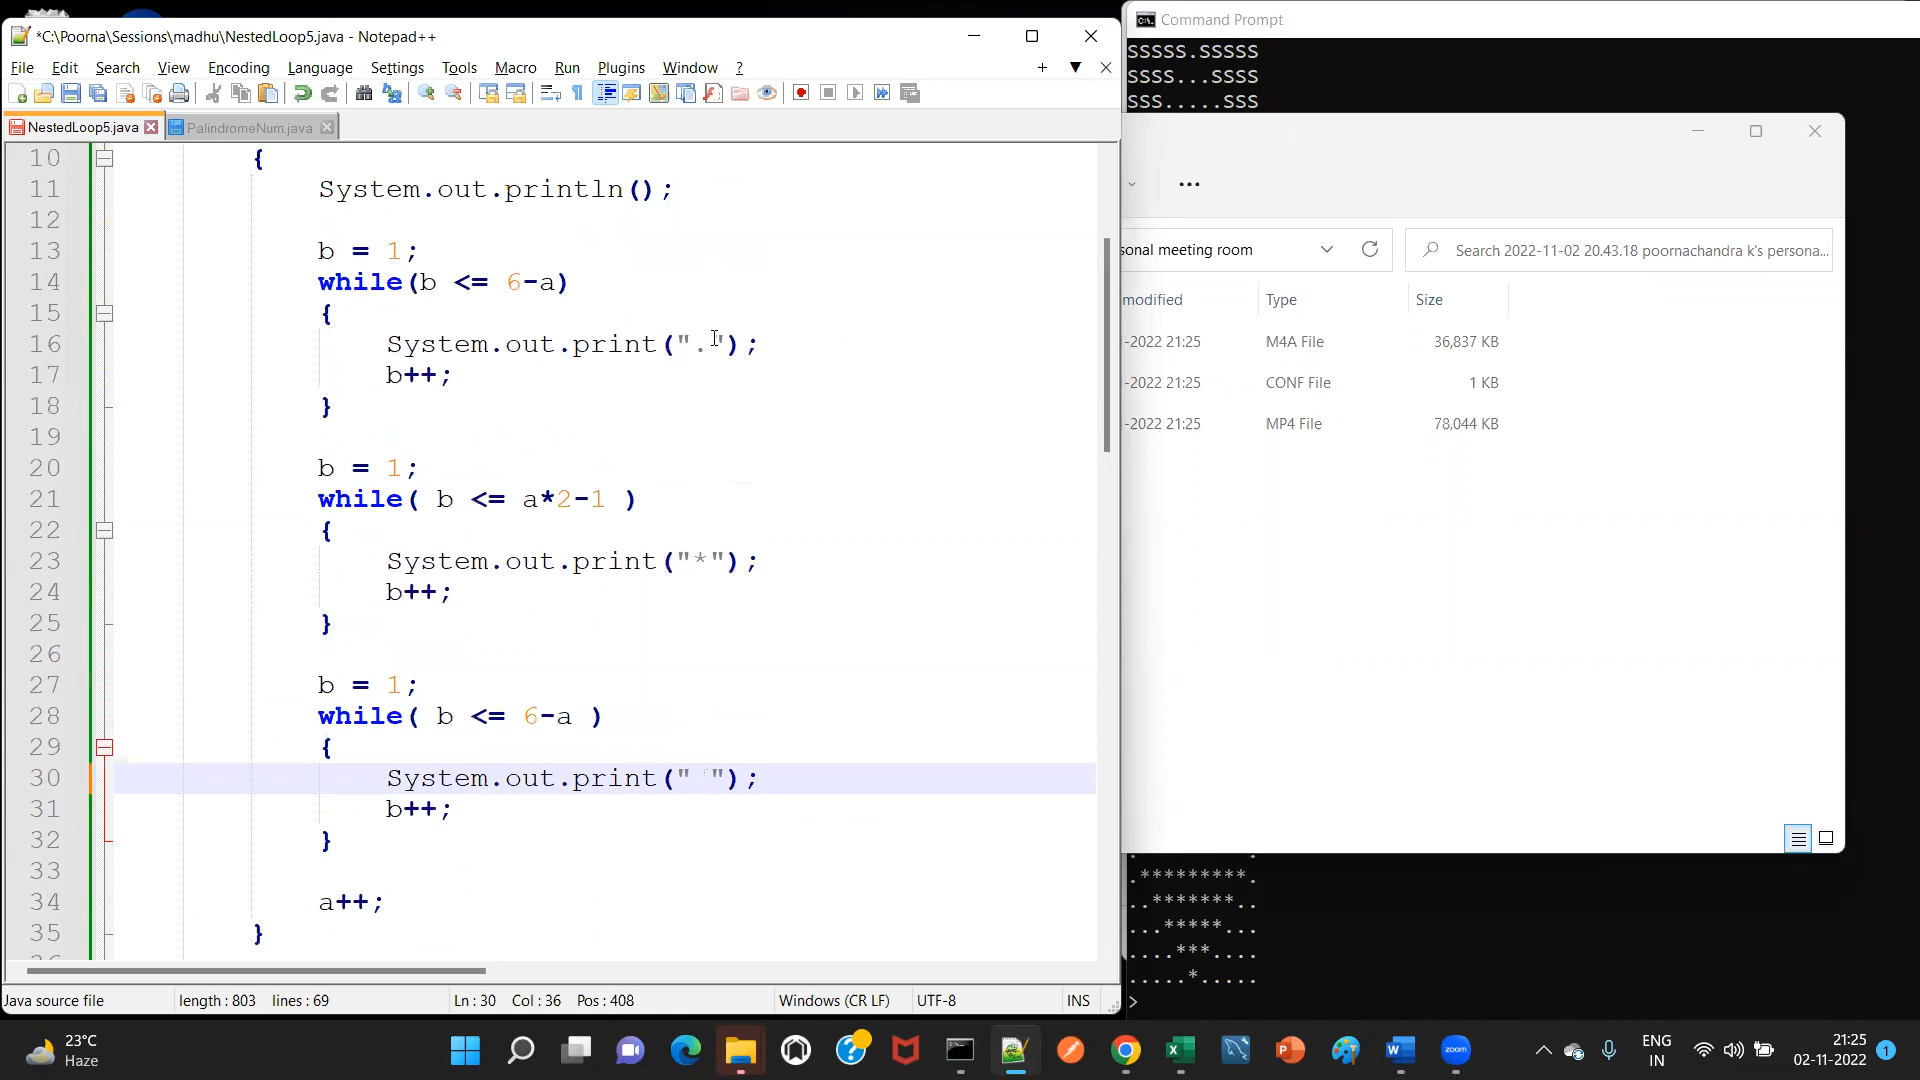 *C:\Poorna\Sessions\madhu\NestedLoop5.java - Notepad++
File Edit Search View Encoding Language Settings Tools Macro Run Plugins Window ?
NestedLoop5.java PalindromeNum.java
10 {
11 System.out.println();
12
13 b = 1;
14 while(b <= 6-a)
15 {
16 System.out.print(".");
17 b++;
18 }
19
20 b = 1;
21 while( b <= a*2-1 )
22 {
23 System.out.print("*");
24 b++;
25 }
26
27 b = 1;
28 while( b <= 6-a )
29 {
30 System.out.print(" ");
31 b++;
32 }
33
34 a++;
35 }
Java source file length : 803 lines : 69 Ln : 30 Col : 36 Pos : 408 Windows (CR LF) UTF-8 INS
Command Prompt
SSSSS.SSSSS
SSSS...SSSS
SSS.....SSS
sonal meeting room
Search 2022-11-02 20.43.18 poornachandra k's persona...
modified Type Size
-2022 21:25 M4A File 36,837 KB
-2022 21:25 CONF File 1 KB
-2022 21:25 MP4 File 78,044 KB
.*********.
..*******..
...*****...
....***....
.....*.....
>
23°C
Haze
zoom
ENG
IN
21:25
02-11-2022
1